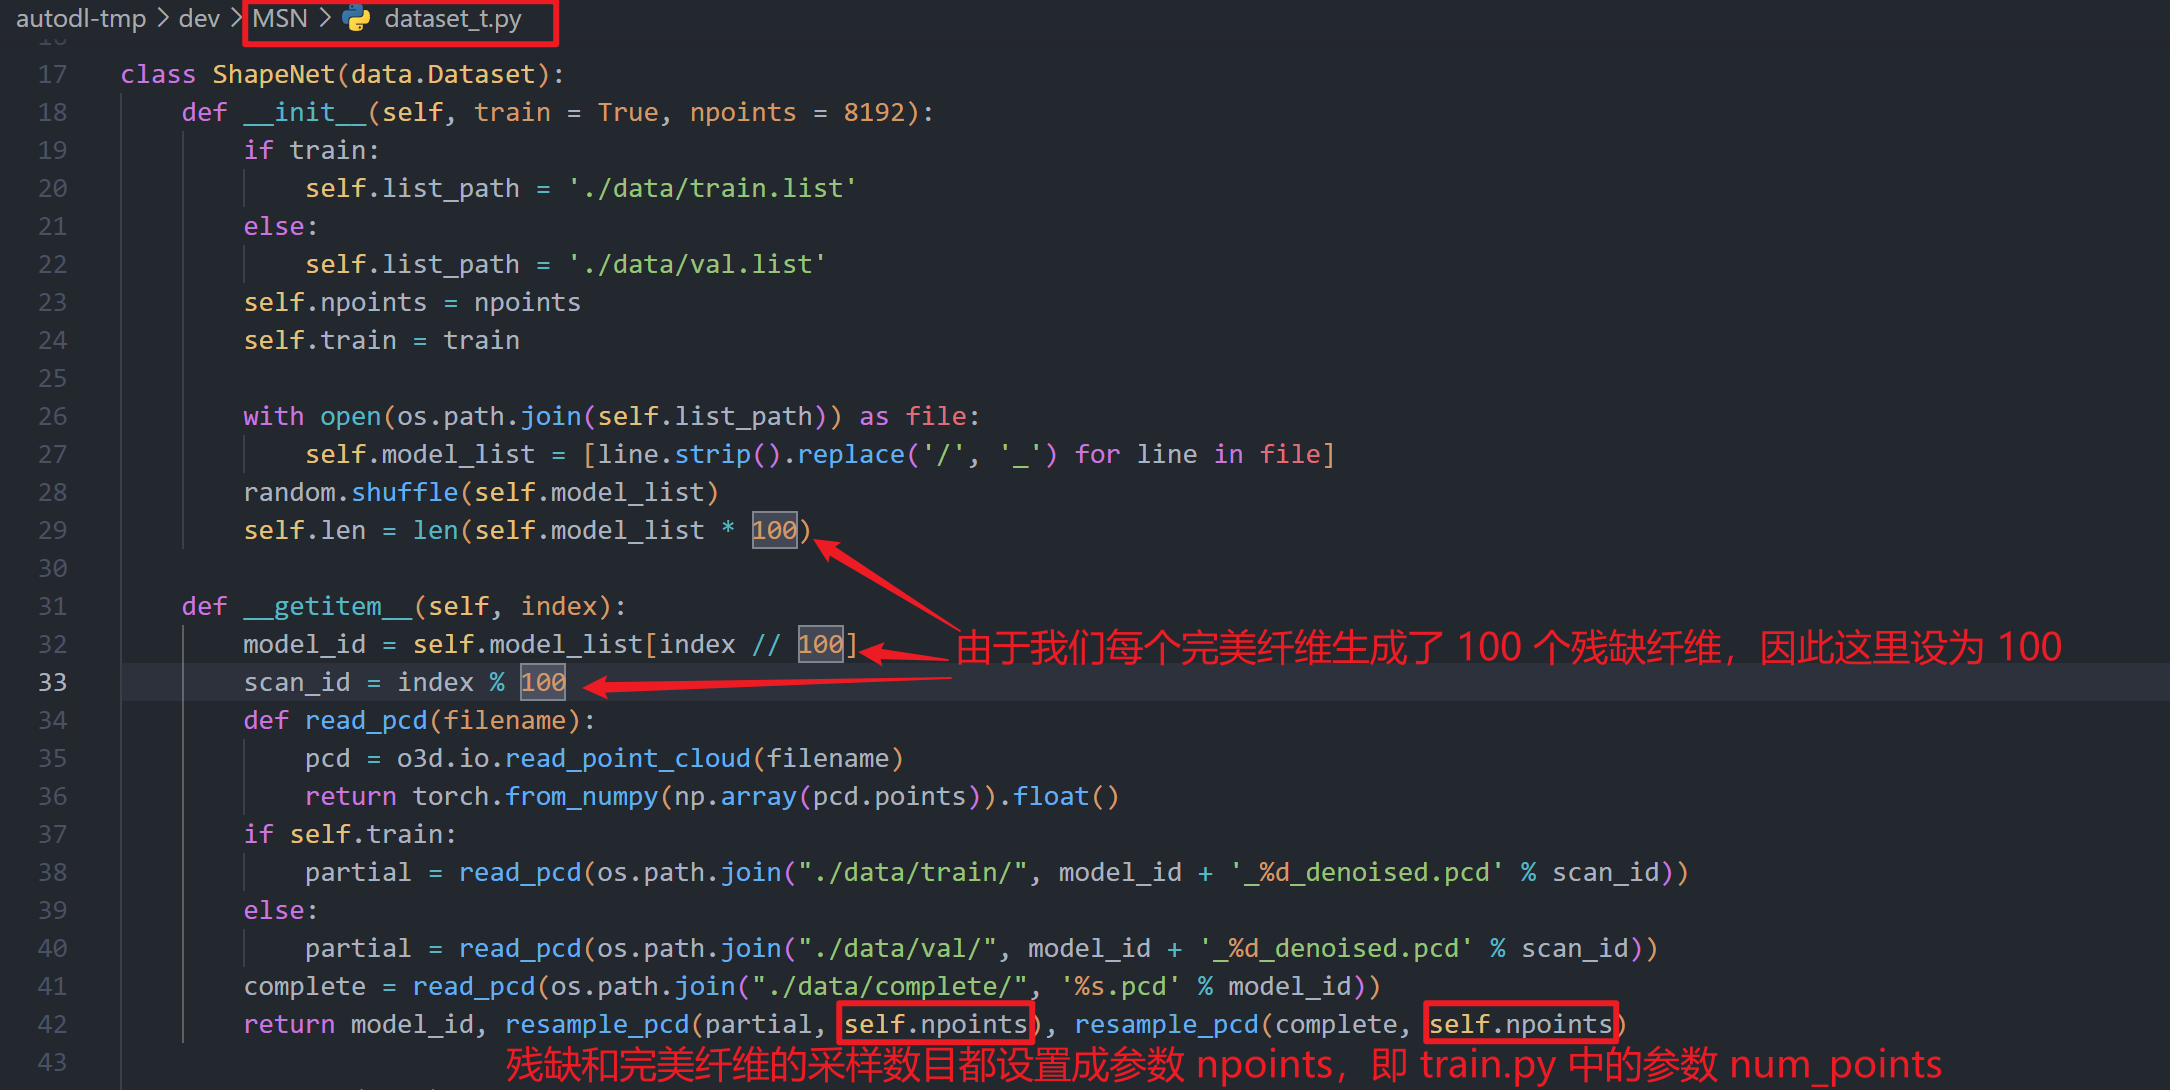 autodl-tmp > dev > MSN > dataset_t.py
16
17 class ShapeNet(data.Dataset):
18 def __init__(self, train = True, npoints = 8192):
19 if train:
20 self.list_path = './data/train.list'
21 else:
22 self.list_path = './data/val.list'
23 self.npoints = npoints
24 self.train = train
25
26 with open(os.path.join(self.list_path)) as file:
27 self.model_list = [line.strip().replace('/', '_') for line in file]
28 random.shuffle(self.model_list)
29 self.len = len(self.model_list * 100)
30
31 def __getitem__(self, index):
32 model_id = self.model_list[index // 100]
由于我们每个完美纤维生成了 100 个残缺纤维，因此这里设为 100
33 scan_id = index % 100
34 def read_pcd(filename):
35 pcd = o3d.io.read_point_cloud(filename)
36 return torch.from_numpy(np.array(pcd.points)).float()
37 if self.train:
38 partial = read_pcd(os.path.join("./data/train/", model_id + '_%d_denoised.pcd' % scan_id))
39 else:
40 partial = read_pcd(os.path.join("./data/val/", model_id + '_%d_denoised.pcd' % scan_id))
41 complete = read_pcd(os.path.join("./data/complete/", '%s.pcd' % model_id))
42 return model_id, resample_pcd(partial, self.npoints), resample_pcd(complete, self.npoints)
43
残缺和完美纤维的采样数目都设置成参数 npoints，即 train.py 中的参数 num_points